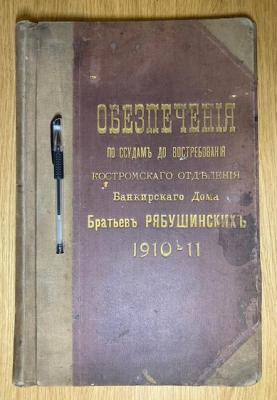 ОБЕЗПЕЧЕНІЯ
ПО ССУДАМЪ ДО ВОСТРЕБОВАНІЯ
КОСТРОМСКАГО ОТДѢЛЕНІЯ
Банкирскаго Дома
Братьевъ РЯБУШИНСКИХЪ
1910-11